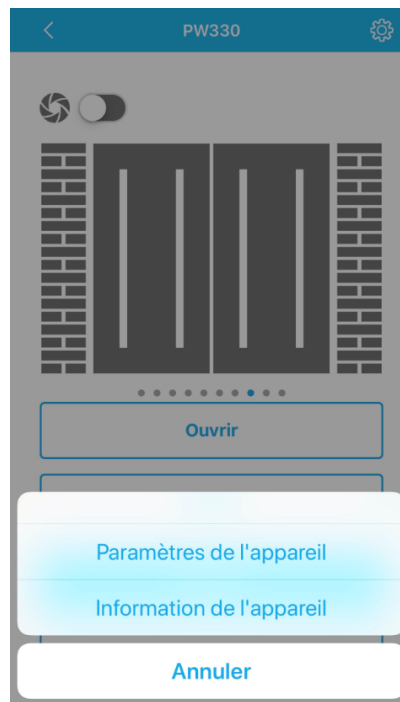 PW330
Ouvrir
Paramètres de l'appareil
Information de l'appareil
Annuler